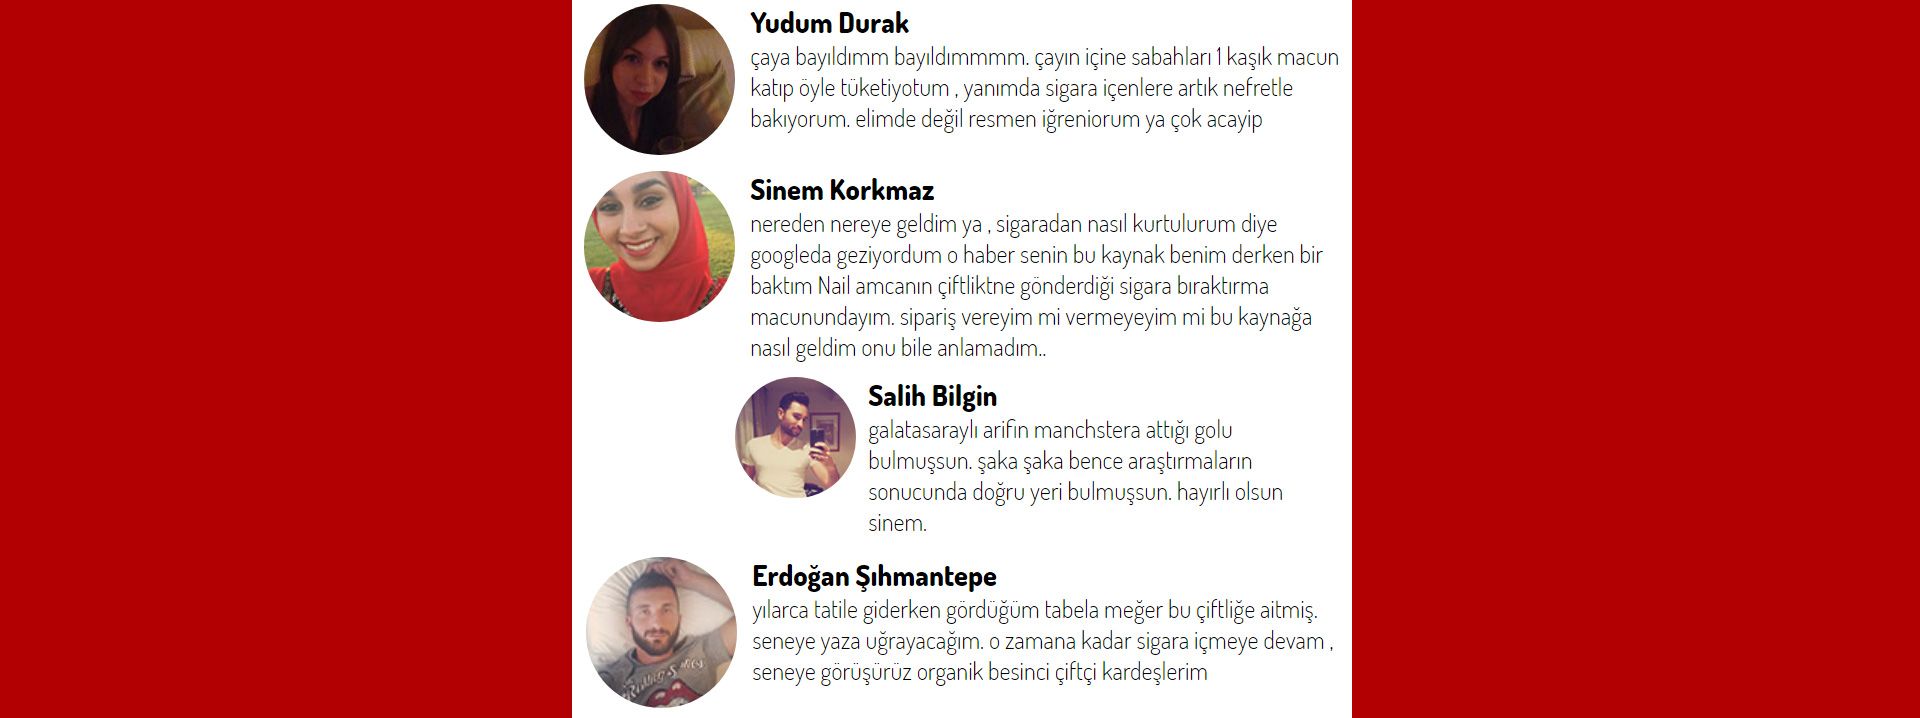 Yudum Durak
çaya bayıldımm bayıldımmmm. çayın içine sabahları 1 kaşık macun
katıp öyle tüketiyotum , yanımda sigara içenlere artık nefretle
bakıyorum. elimde değil resmen iğreniorum ya çok acayip
Sinem Korkmaz
nereden nereye geldim ya , sigaradan nasıl kurtulurum diye
googleda geziyordum o haber senin bu kaynak benim derken bir
baktım Nail amcanın çiftliktne gönderdiği sigara bıraktırma
macunundayım. sipariş vereyim mi vermeyeyim mi bu kaynağa
nasıl geldim onu bile anlamadım..
Salih Bilgin
galatasaraylı arifin manchstera attığı golu
bulmuşsun. şaka şaka bence araştırmaların
sonucunda doğru yeri bulmuşsun. hayırlı olsun
sinem.
Erdoğan Şıhmantepe
yılarca tatile giderken gördüğüm tabela meğer bu çiftliğe aitmiş.
seneye yaza uğrayacağım. o zamana kadar sigara içmeye devam ,
seneye görüşürüz organik besinci çiftçi kardeşlerim